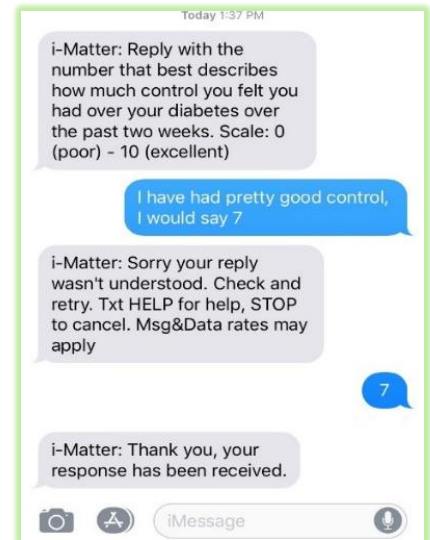 Today 1:37 PM
i-Matter: Reply with the
number that best describes
how much control you felt you
had over your diabetes over
the past two weeks. Scale: 0
(poor) - 10 (excellent)
I have had pretty good control,
I would say 7
i-Matter: Sorry your reply
wasn't understood. Check and
retry. Txt HELP for help, STOP
to cancel. Msg&Data rates may
apply
7
i-Matter: Thank you, your
response has been received.
iMessage